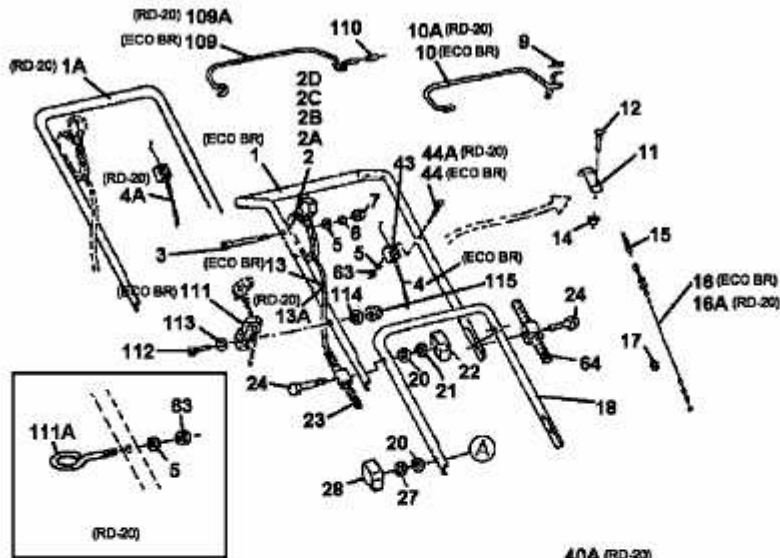 (RD-20) 109A
(ECO BR) 109
110
10A (RD-20)
10 (ECO BR)
9
(RD-20) 1A
2D
2C
2B
2A
2
12
(ECO BR)
1
43
44A (RD-20)
44 (ECO BR)
11
(RD-20)
4A
7
6
5
3
5
63
14
15
(ECO BR) 13
4
(ECO BR)
(ECO BR) 111
(RD-20)
13A
114
115
16 (ECO BR)
16A (RD-20)
113
112
24
17
24
20
21
22
64
23
18
111A
63
5
(RD-20)
28
27
20
A
40A (RD-20)